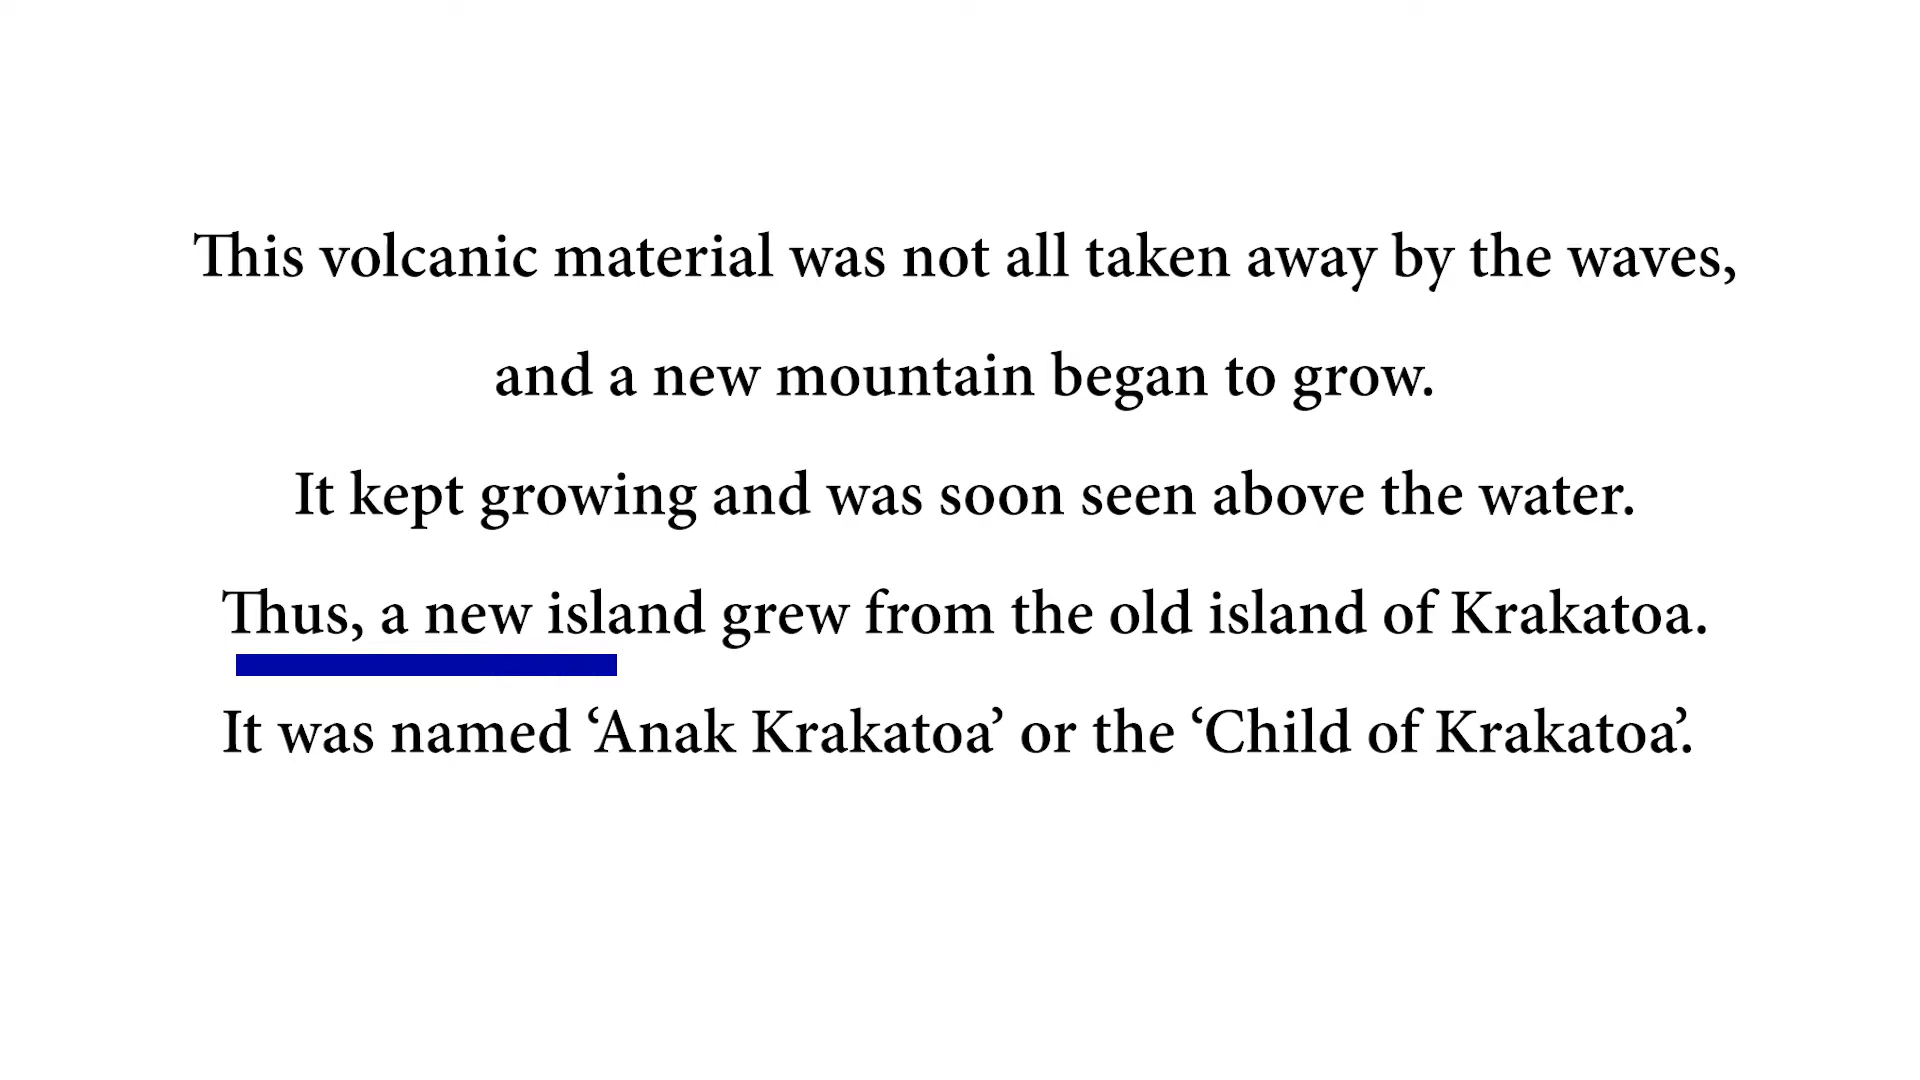 This volcanic material was not all taken away by the waves,
and a new mountain began to grow.
It kept growing and was soon seen above the water.
Thus, a new island grew from the old island of Krakatoa.
It was named ‘Anak Krakatoa’ or the ‘Child of Krakatoa’.